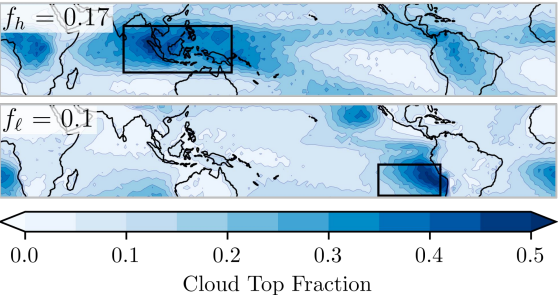 f_h = 0.17
f_ℓ = 0.1
0.0 0.1 0.2 0.3 0.4 0.5
Cloud Top Fraction